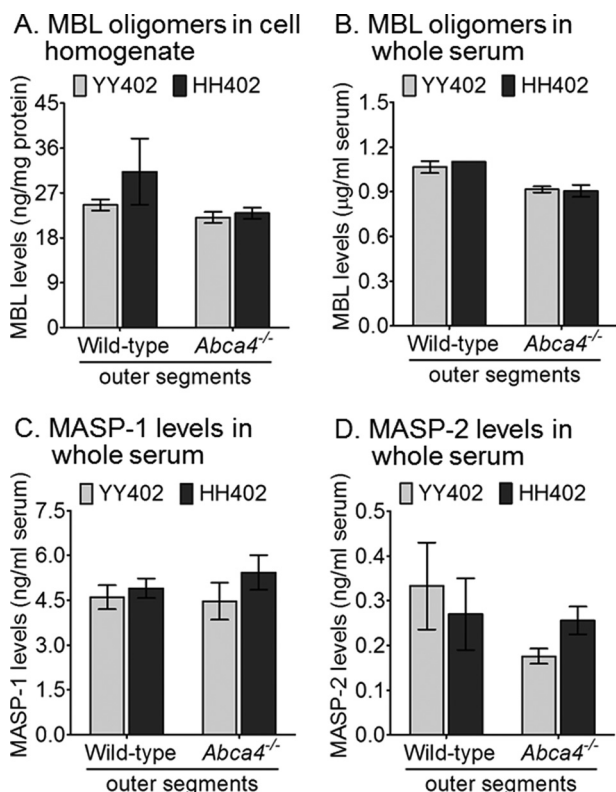 A. MBL oligomers in cell
homogenate
YY402 HH402
MBL levels (ng/mg protein)
45
36
27
18
9
0
Wild-type Abca4-/-
outer segments
B. MBL oligomers in
whole serum
YY402 HH402
MBL levels (µg/ml serum)
1.5
1.2
0.9
0.6
0.3
0.0
Wild-type Abca4-/-
outer segments
C. MASP-1 levels in
whole serum
YY402 HH402
MASP-1 levels (ng/ml serum)
7.5
6.0
4.5
3.0
1.5
0.0
Wild-type Abca4-/-
outer segments
D. MASP-2 levels in
whole serum
YY402 HH402
MASP-2 levels (ng/ml serum)
0.5
0.4
0.3
0.2
0.1
0.0
Wild-type Abca4-/-
outer segments